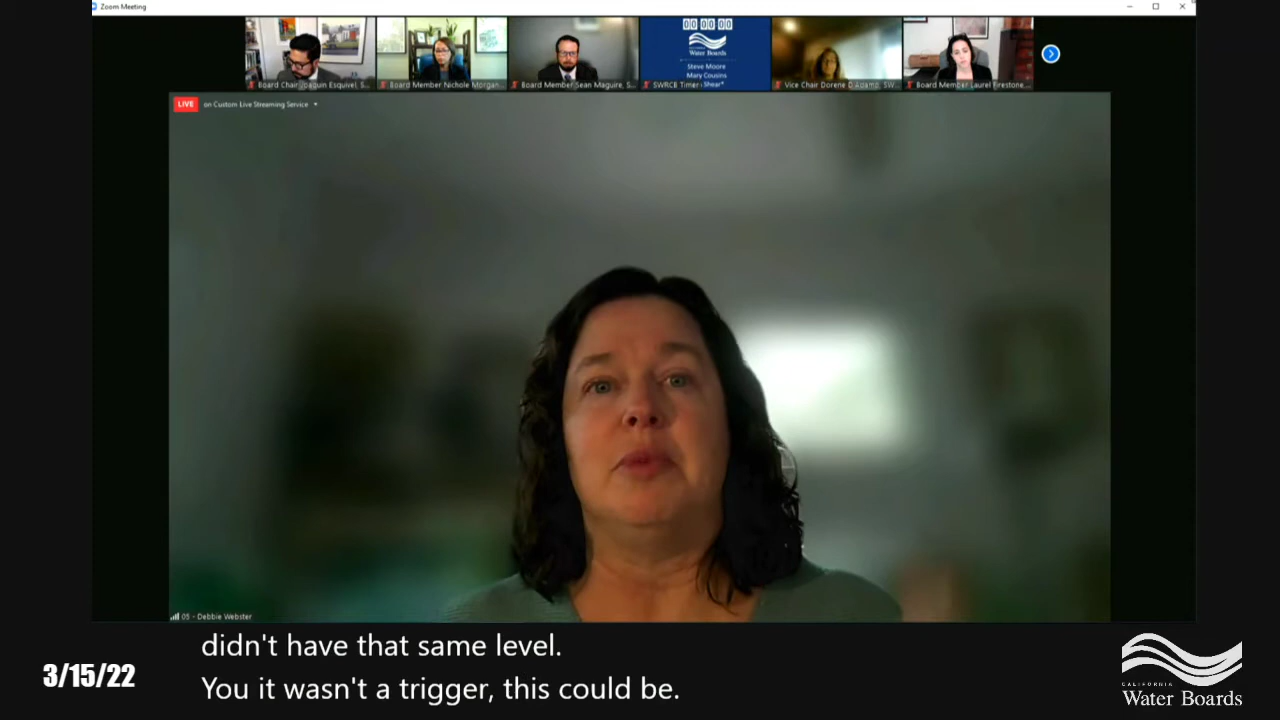 Zoom Meeting
00:00:00
Water Boards
Steve Moore
Mary Cousins
Shear*
Board Chair Joaquin Esquivel, S...
Board Member Nichole Morgan...
Board Member Sean Maguire, S...
SWRCB Timer
Vice Chair Dorene D'Adamo, SW...
Board Member Laurel Firestone...
LIVE on Custom Live Streaming Service
05 - Debbie Webster
didn't have that same level.
You it wasn't a trigger, this could be.
3/15/22
CALIFORNIA
Water Boards